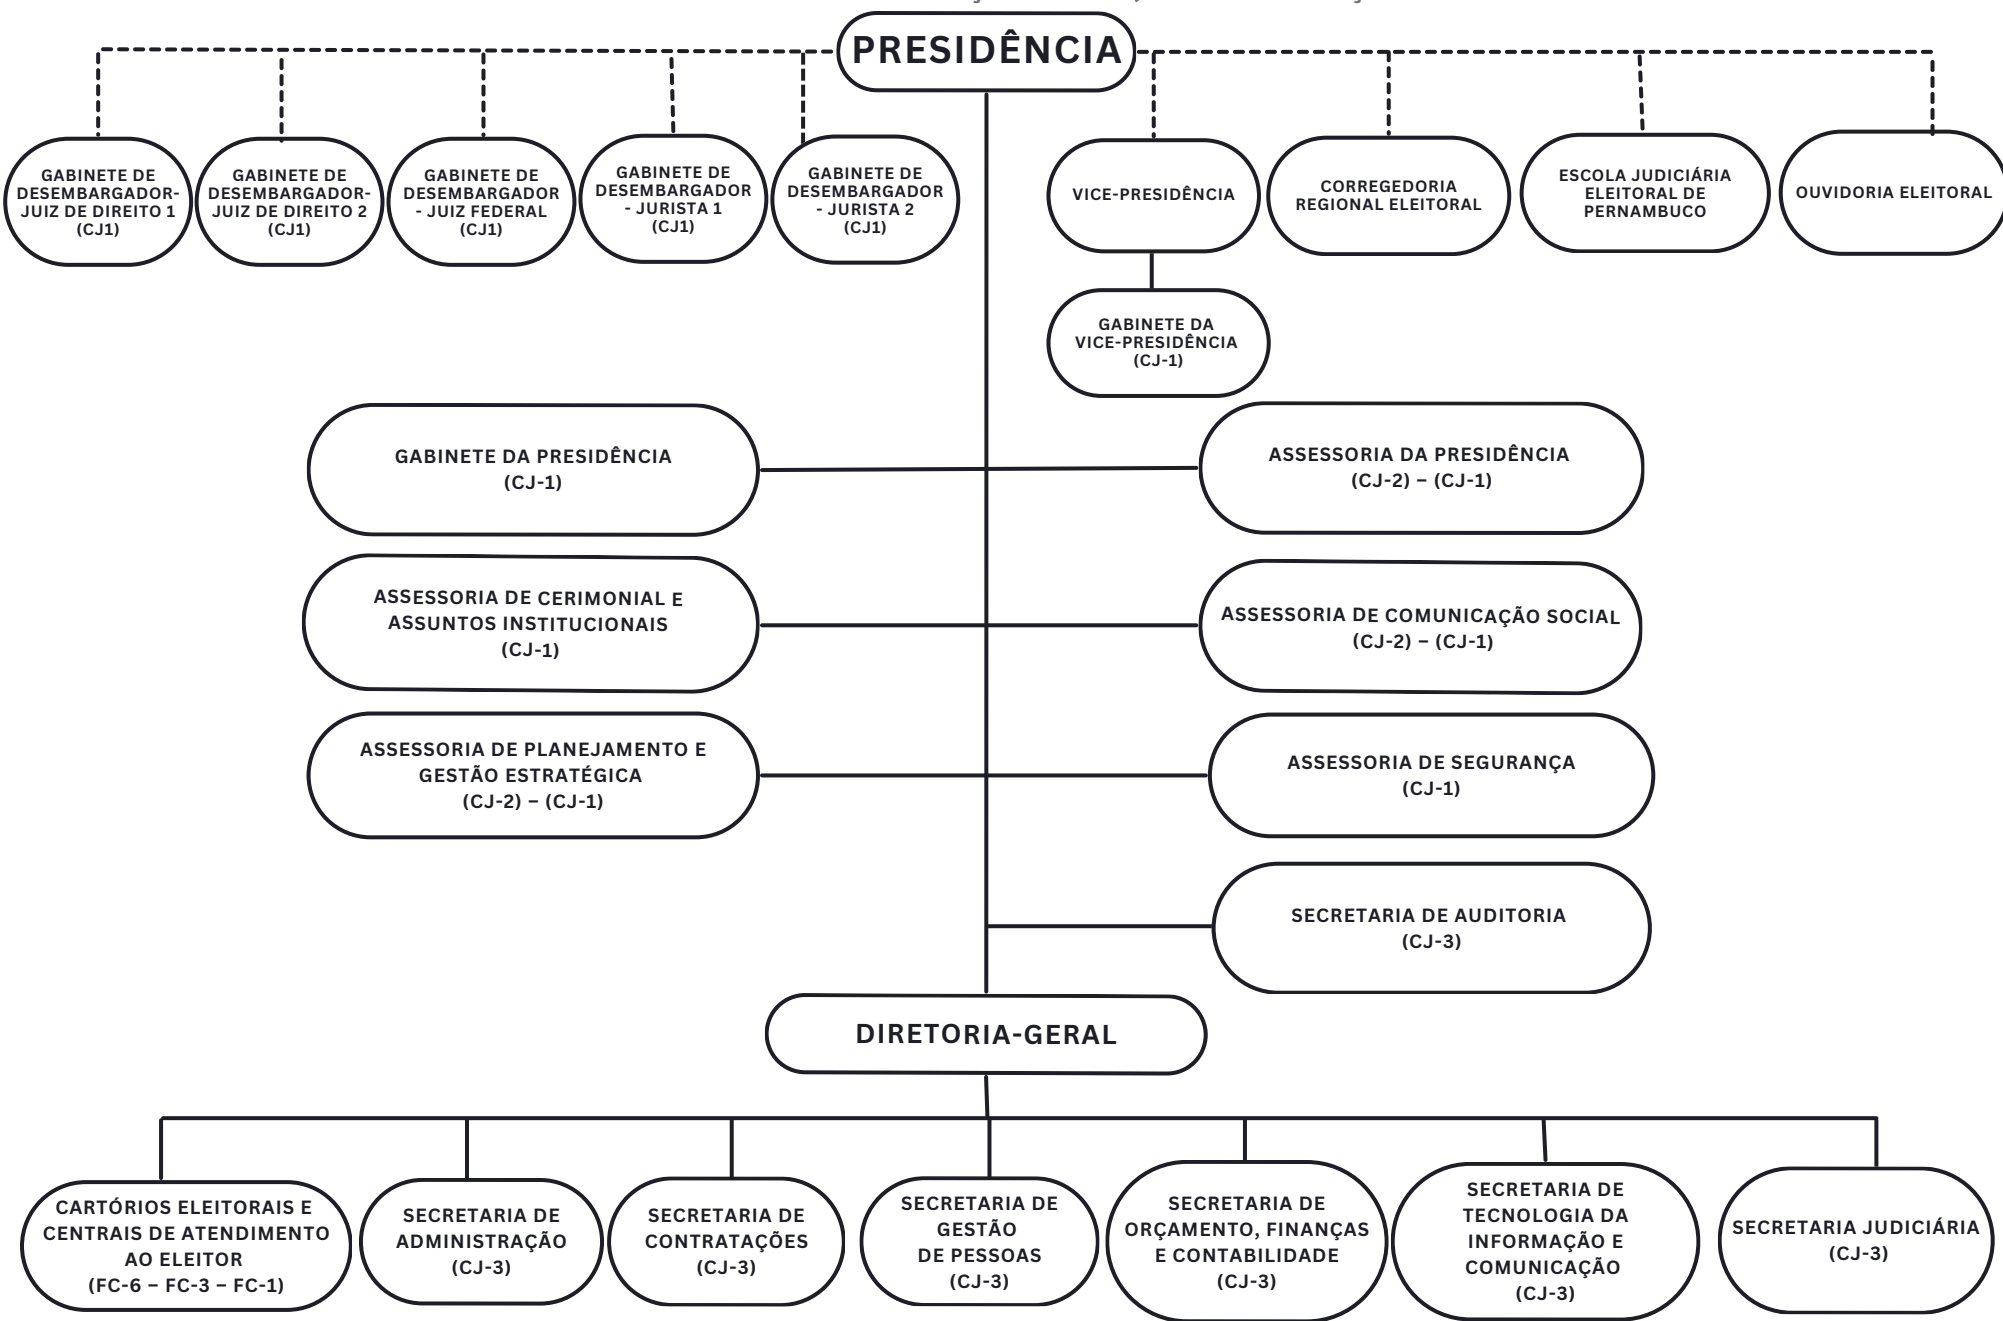 PRESIDÊNCIA
GABINETE DE
DESEMBARGADOR-
JUIZ DE DIREITO 1
(CJ1)
GABINETE DE
DESEMBARGADOR-
JUIZ DE DIREITO 2
(CJ1)
GABINETE DE
DESEMBARGADOR
- JUIZ FEDERAL
(CJ1)
GABINETE DE
DESEMBARGADOR
- JURISTA 1
(CJ1)
GABINETE DE
DESEMBARGADOR
- JURISTA 2
(CJ1)
VICE-PRESIDÊNCIA
CORREGEDORIA
REGIONAL ELEITORAL
ESCOLA JUDICIÁRIA
ELEITORAL DE
PERNAMBUCO
OUVIDORIA ELEITORAL
GABINETE DA
VICE-PRESIDÊNCIA
(CJ-1)
GABINETE DA PRESIDÊNCIA
(CJ-1)
ASSESSORIA DA PRESIDÊNCIA
(CJ-2) – (CJ-1)
ASSESSORIA DE CERIMONIAL E
ASSUNTOS INSTITUCIONAIS
(CJ-1)
ASSESSORIA DE COMUNICAÇÃO SOCIAL
(CJ-2) – (CJ-1)
ASSESSORIA DE PLANEJAMENTO E
GESTÃO ESTRATÉGICA
(CJ-2) – (CJ-1)
ASSESSORIA DE SEGURANÇA
(CJ-1)
SECRETARIA DE AUDITORIA
(CJ-3)
DIRETORIA-GERAL
CARTÓRIOS ELEITORAIS E
CENTRAIS DE ATENDIMENTO
AO ELEITOR
(FC-6 – FC-3 – FC-1)
SECRETARIA DE
ADMINISTRAÇÃO
(CJ-3)
SECRETARIA DE
CONTRATAÇÕES
(CJ-3)
SECRETARIA DE
GESTÃO
DE PESSOAS
(CJ-3)
SECRETARIA DE
ORÇAMENTO, FINANÇAS
E CONTABILIDADE
(CJ-3)
SECRETARIA DE
TECNOLOGIA DA
INFORMAÇÃO E
COMUNICAÇÃO
(CJ-3)
SECRETARIA JUDICIÁRIA
(CJ-3)